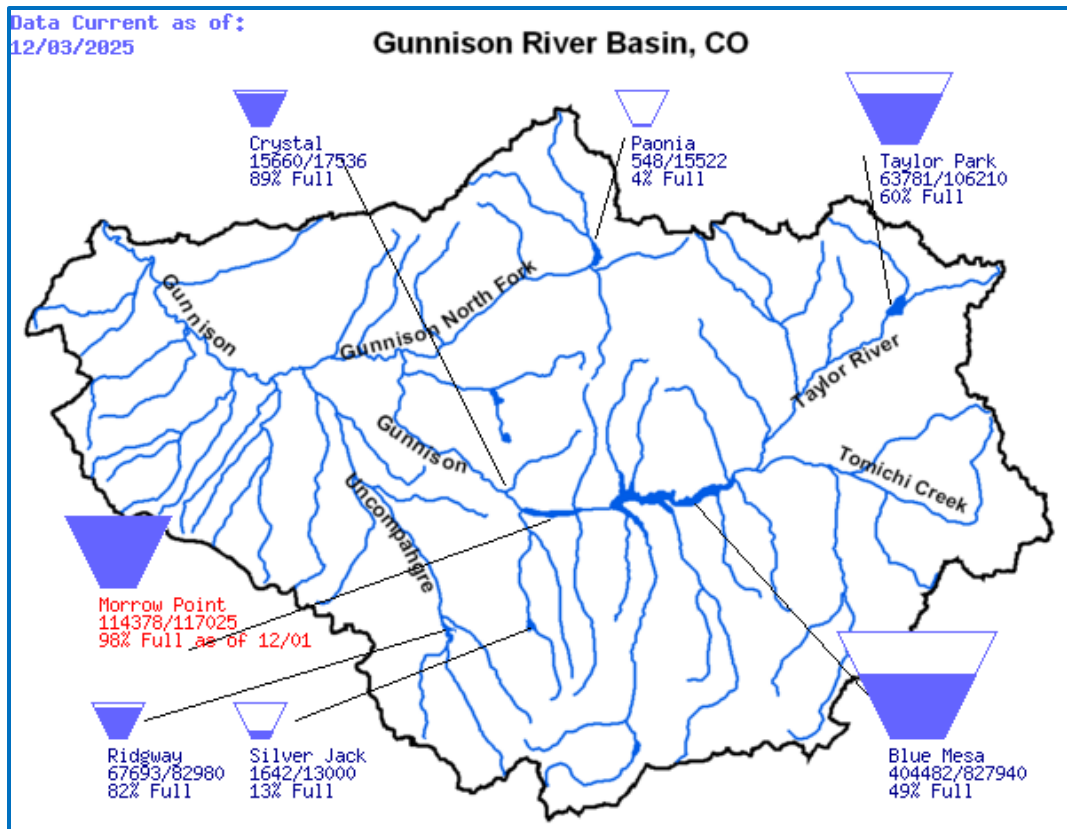 Data Current as of:
12/03/2025
Gunnison River Basin, CO
Crystal
15660/17536
89% Full
Paonia
548/15522
4% Full
Taylor Park
63781/106210
60% Full
Gunnison
Gunnison North Fork
Taylor River
Gunnison
Tomichi Creek
Uncompahgre
Morrow Point
114378/117025
98% Full as of 12/01
Ridgway
67693/82980
82% Full
Silver Jack
1642/13000
13% Full
Blue Mesa
404482/827940
49% Full